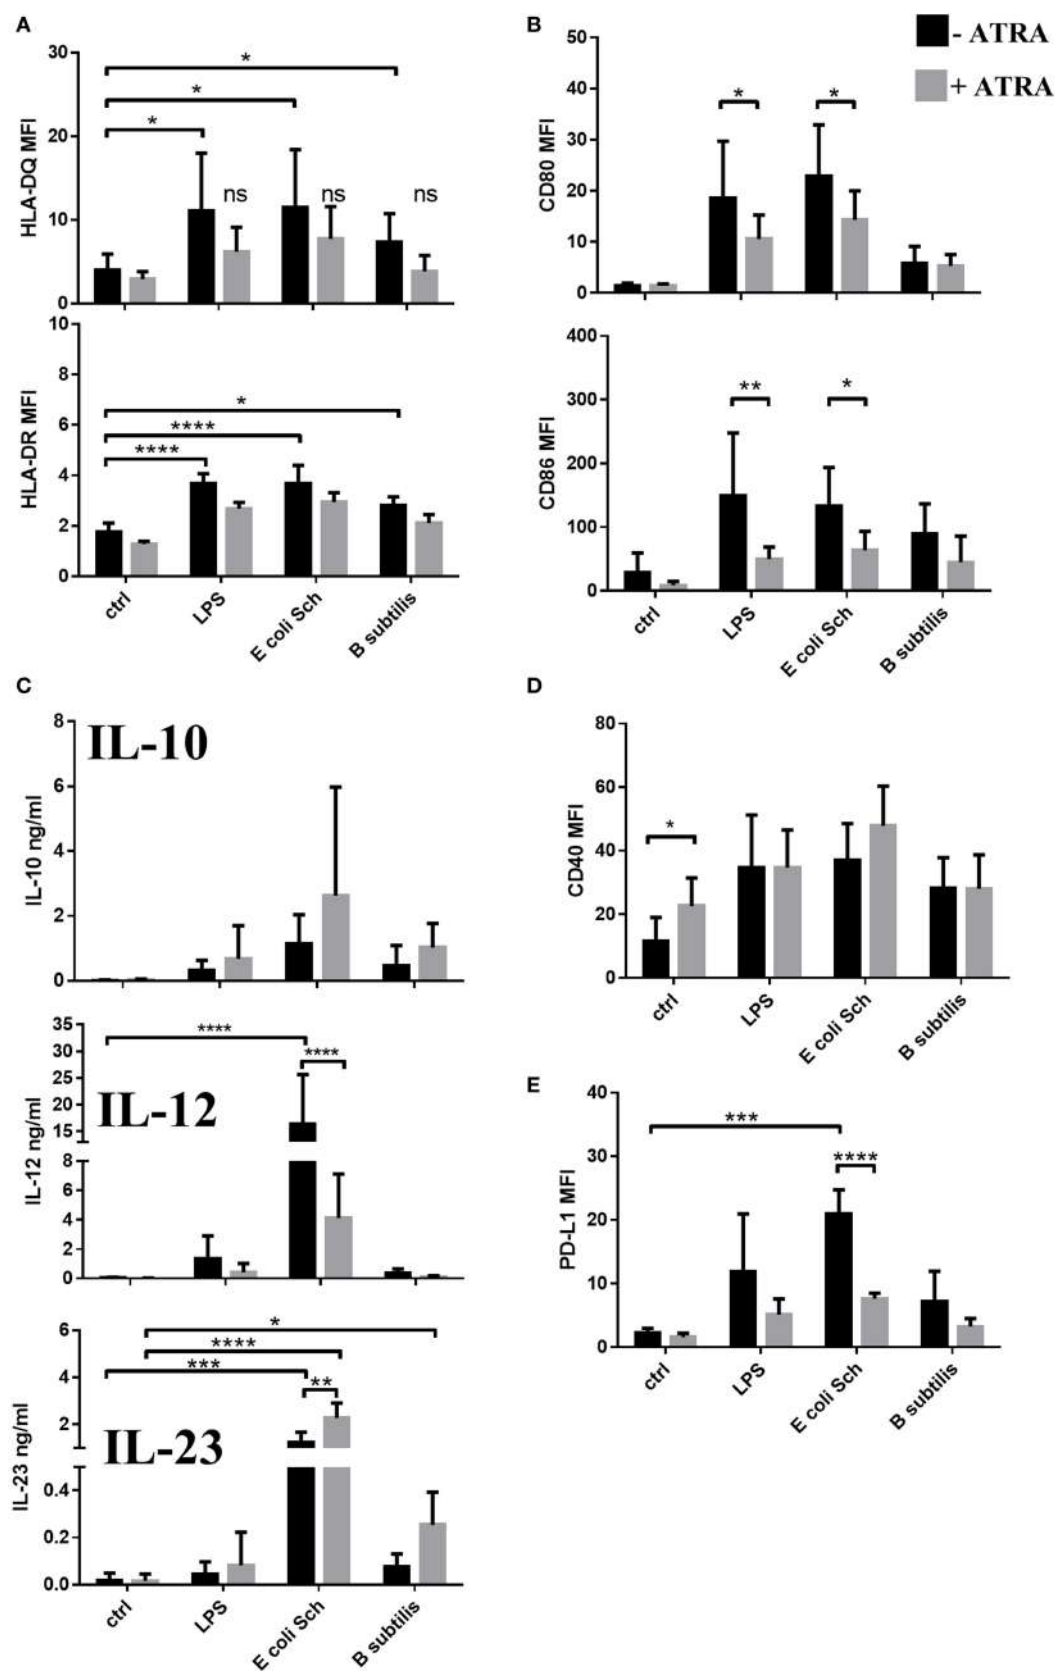 A
30
20
10
0
HLA-DQ MFI
*
*
*
ns
ns
ns
10
8
6
4
2
0
HLA-DR MFI
*
****
****
ctrl
LPS
E coli Sch
B subtilis
B
- ATRA
+ ATRA
50
40
30
20
10
0
CD80 MFI
*
*
400
300
200
100
0
CD86 MFI
**
*
ctrl
LPS
E coli Sch
B subtilis
C
IL-10
8
6
4
2
0
IL-10 ng/ml
IL-12
35
30
25
20
15
8
6
4
2
0
IL-12 ng/ml
****
****
IL-23
6
4
2
0.4
0.2
0.0
IL-23 ng/ml
*
****
***
**
ctrl
LPS
E coli Sch
B subtilis
D
80
60
40
20
0
CD40 MFI
*
ctrl
LPS
E coli Sch
B subtilis
E
40
30
20
10
0
PD-L1 MFI
***
****
ctrl
LPS
E coli Sch
B subtilis